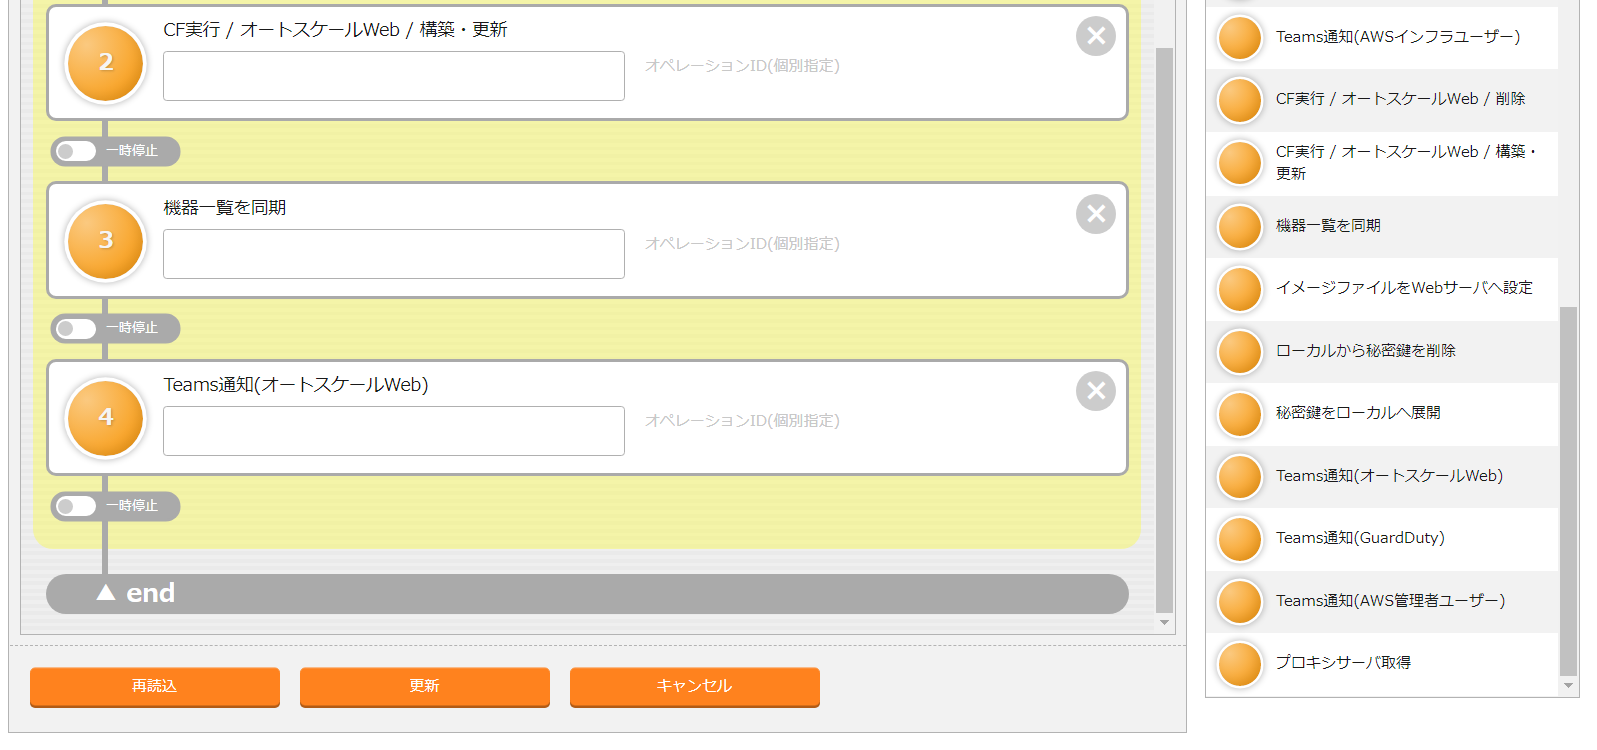 2
CF実行 / オートスケールWeb / 構築・更新
オペレーションID(個別指定)
一時停止
3
機器一覧を同期
オペレーションID(個別指定)
一時停止
4
Teams通知(オートスケールWeb)
オペレーションID(個別指定)
一時停止
▲ end
再読込
更新
キャンセル
Teams通知(AWSインフラユーザー)
CF実行 / オートスケールWeb / 削除
CF実行 / オートスケールWeb / 構築・
更新
機器一覧を同期
イメージファイルをWebサーバへ設定
ローカルから秘密鍵を削除
秘密鍵をローカルへ展開
Teams通知(オートスケールWeb)
Teams通知(GuardDuty)
Teams通知(AWS管理者ユーザー)
プロキシサーバ取得